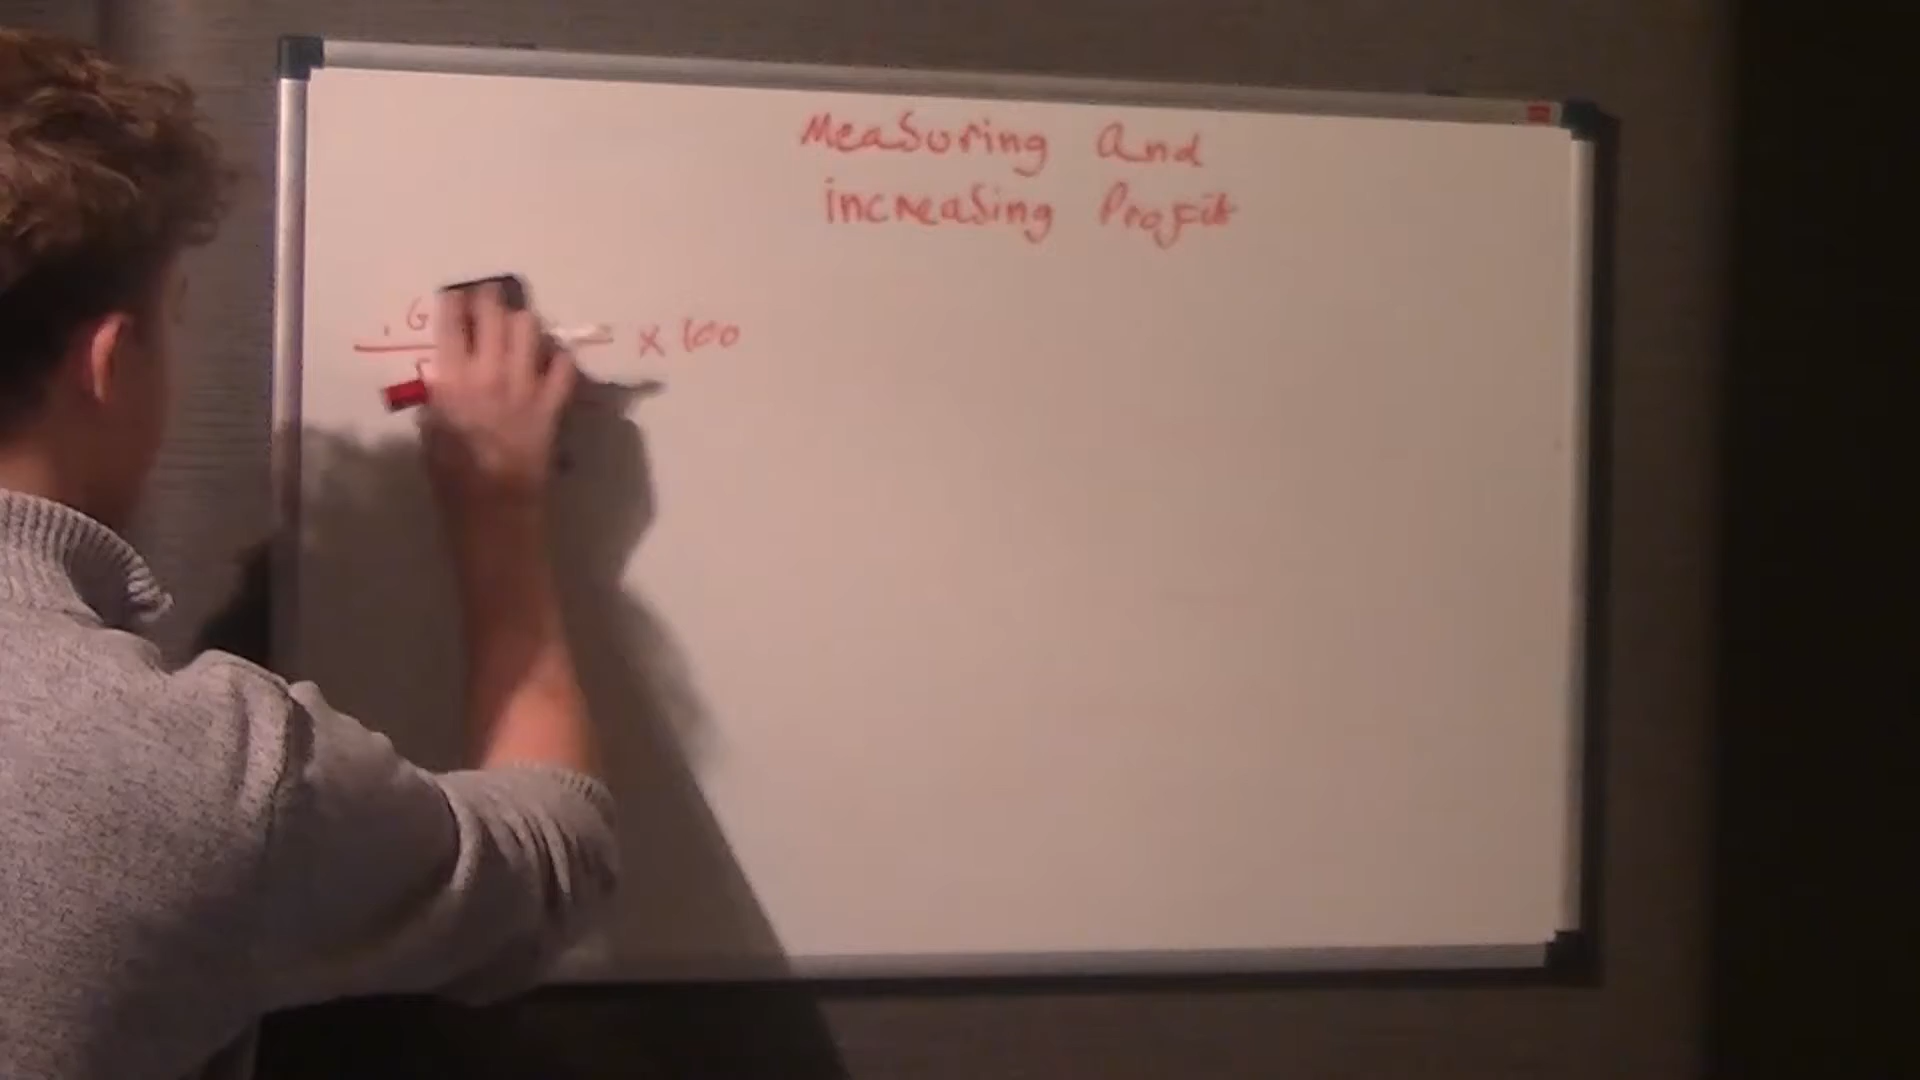 Measuring and
increasing Profit
. G
x 100